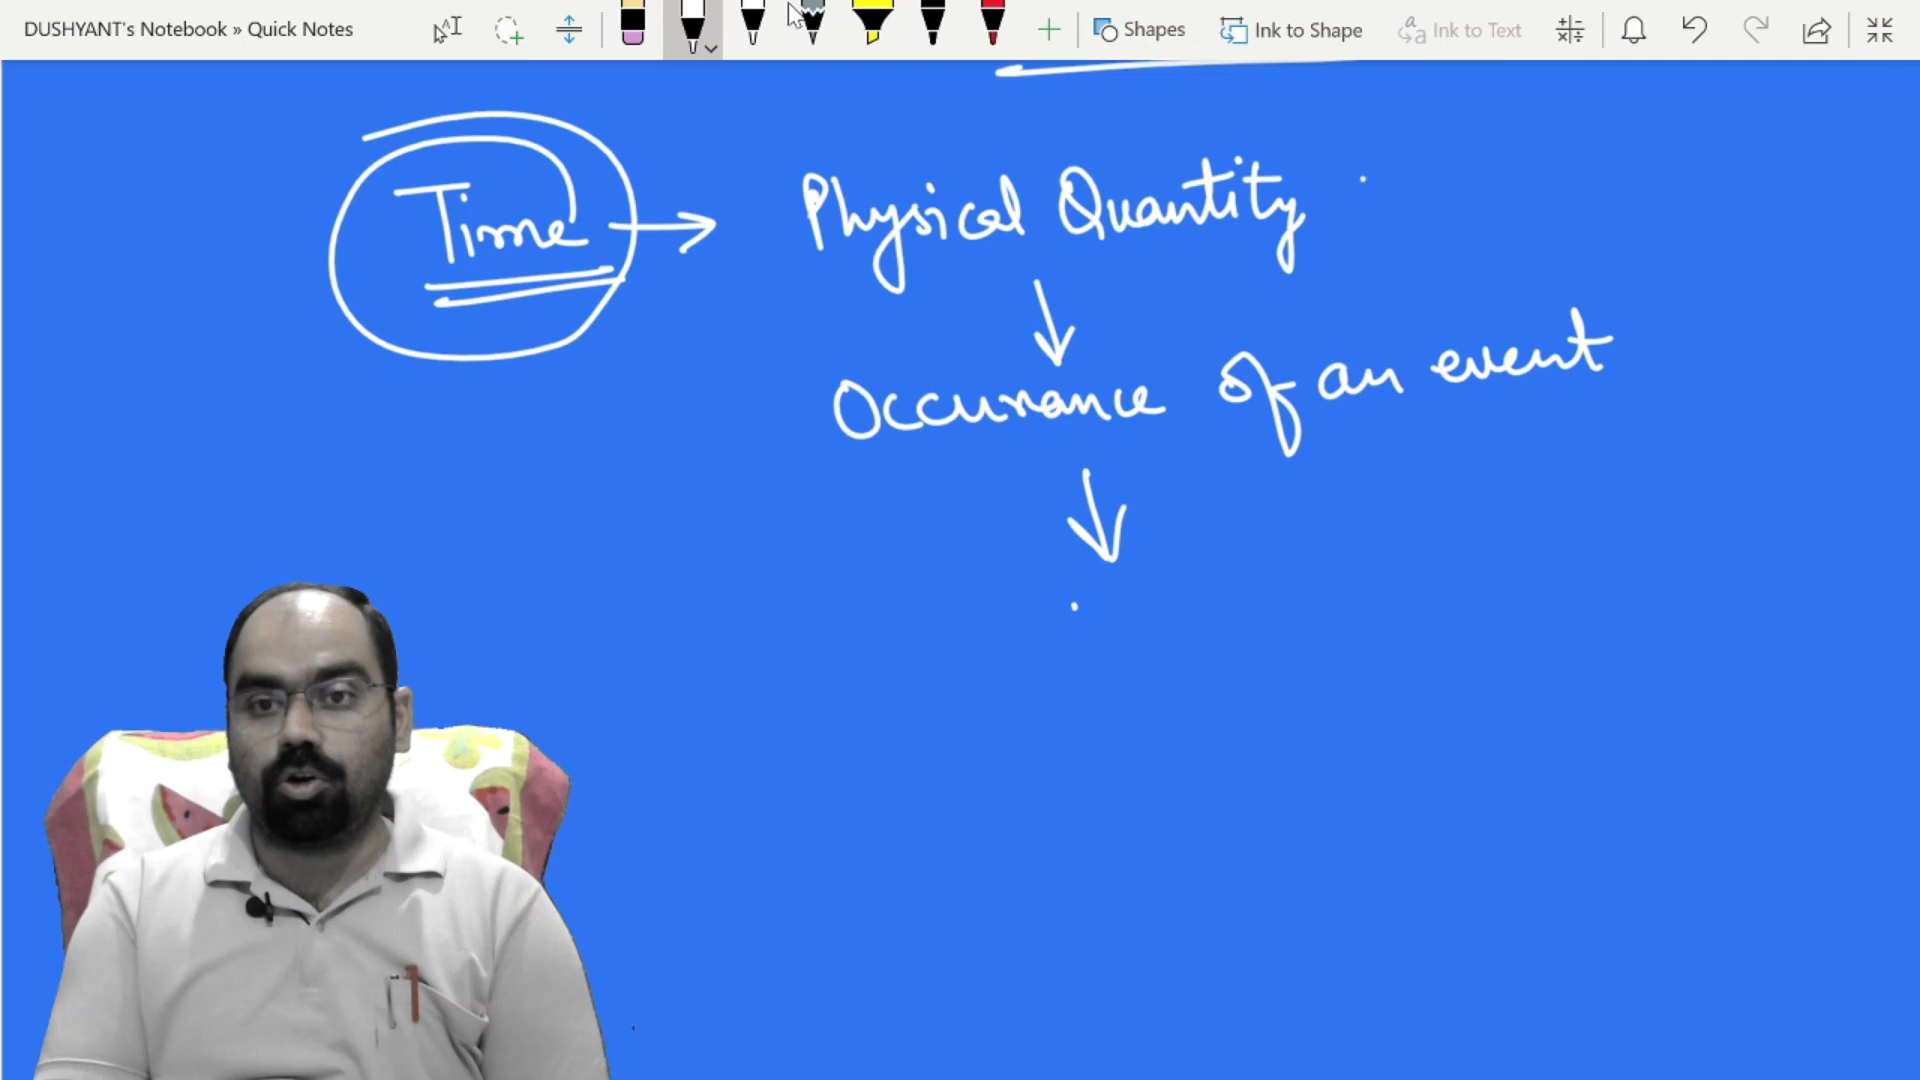 DUSHYANT's Notebook » Quick Notes
Shapes
Ink to Shape
Ink to Text
Time → Physical Quantity
↓
Occurance of an event
↓